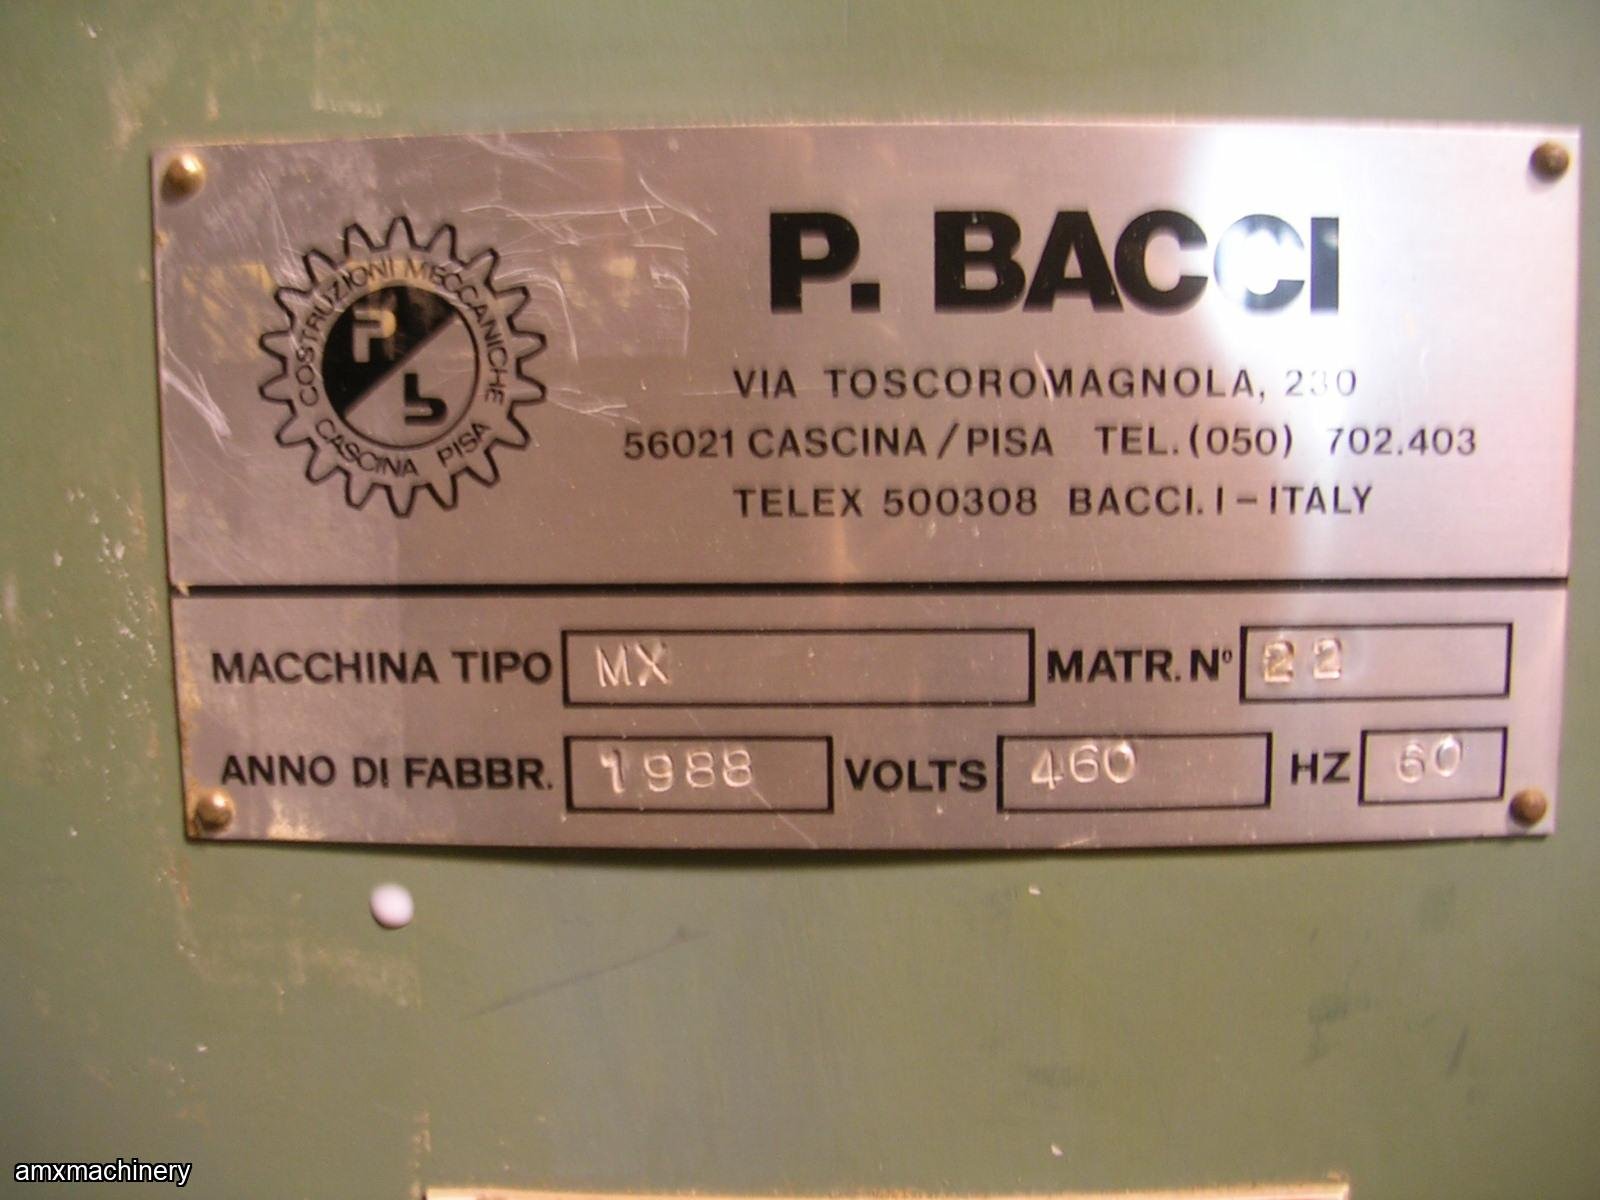 P. BACCI
COSTRUZIONI MECCANICHE
P b
CASCINA PISA
VIA TOSCOROMAGNOLA, 230
56021 CASCINA/PISA TEL. (050) 702.403
TELEX 500308 BACCI. I - ITALY
MACCHINA TIPO MX MATR. Nº 22
ANNO DI FABBR. 1988 VOLTS 460 HZ 60
amxmachinery